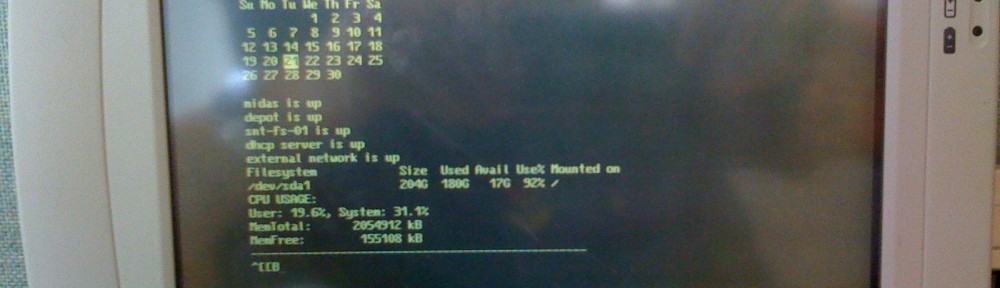 Su Mo Tu We Th Fr Sa
1 2 3 4
5 6 7 8 9 10 11
12 13 14 15 16 17 18
19 20 21 22 23 24 25
26 27 28 29 30
midas is up
depot is up
snt-fs-01 is up
dhcp server is up
external network is up
Filesystem Size Used Avail Use% Mounted on
/dev/sda1 204G 180G 17G 92% /
CPU USAGE:
User: 19.6%, System: 31.1%
MemTotal: 2054912 kB
MemFree: 155108 kB
^[[B